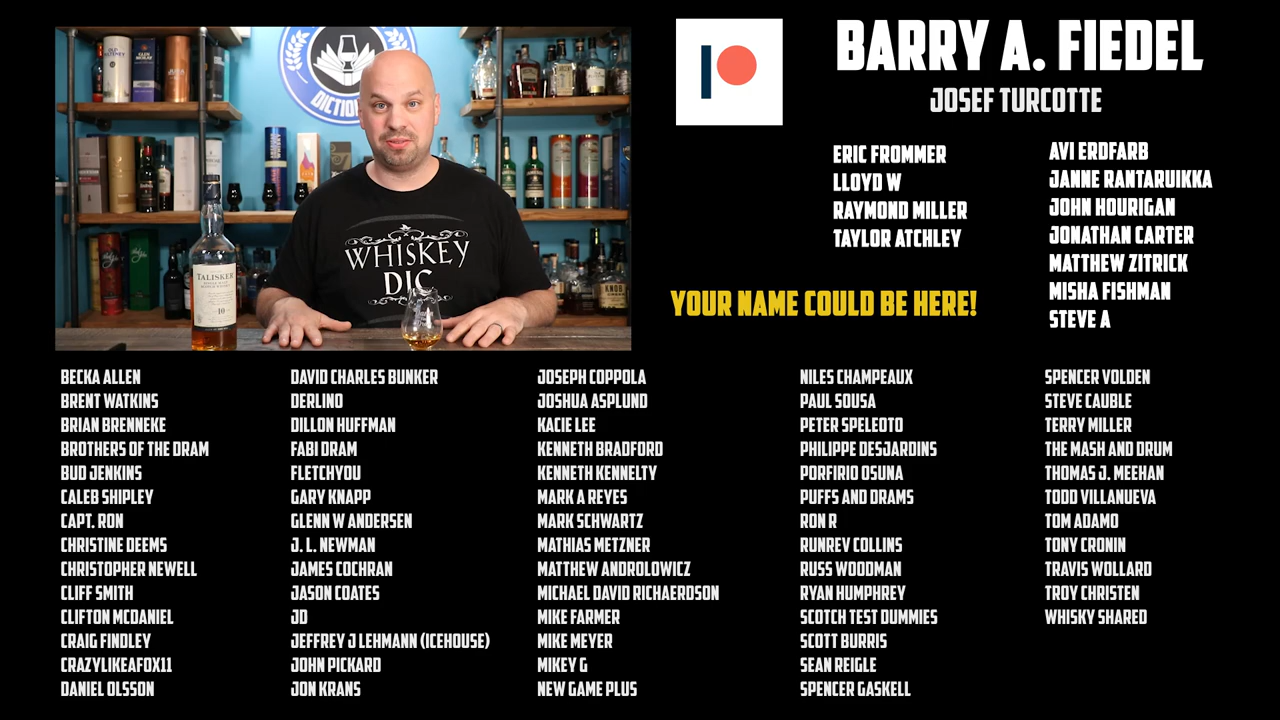 BARRY A. FIEDEL
JOSEF TURCOTTE
ERIC FROMMER
LLOYD W
RAYMOND MILLER
TAYLOR ATCHLEY
AVI ERDFARB
JANNE RANTARUIKKA
JOHN HOURIGAN
JONATHAN CARTER
MATTHEW ZITRICK
MISHA FISHMAN
STEVE A
YOUR NAME COULD BE HERE!
DICTIO
WHISKEY
DIC
TALISKER
10
KNOB
BECKA ALLEN
BRENT WATKINS
BRIAN BRENNEKE
BROTHERS OF THE DRAM
BUD JENKINS
CALEB SHIPLEY
CAPT. RON
CHRISTINE DEEMS
CHRISTOPHER NEWELL
CLIFF SMITH
CLIFTON MCDANIEL
CRAIG FINDLEY
CRAZYLIKEAFOX11
DANIEL OLSSON
DAVID CHARLES BUNKER
DERLINO
DILLON HUFFMAN
FABI DRAM
FLETCHYOU
GARY KNAPP
GLENN W ANDERSEN
J. L. NEWMAN
JAMES COCHRAN
JASON COATES
JD
JEFFREY J LEHMANN (ICEHOUSE)
JOHN PICKARD
JON KRANS
JOSEPH COPPOLA
JOSHUA ASPLUND
KACIE LEE
KENNETH BRADFORD
KENNETH KENNELTY
MARK A REYES
MARK SCHWARTZ
MATHIAS METZNER
MATTHEW ANDROLOWICZ
MICHAEL DAVID RICHAERDSON
MIKE FARMER
MIKE MEYER
MIKEY G
NEW GAME PLUS
NILES CHAMPEAUX
PAUL SOUSA
PETER SPELEOTO
PHILIPPE DESJARDINS
PORFIRIO OSUNA
PUFFS AND DRAMS
RON R
RUNREV COLLINS
RUSS WOODMAN
RYAN HUMPHREY
SCOTCH TEST DUMMIES
SCOTT BURRIS
SEAN REIGLE
SPENCER GASKELL
SPENCER VOLDEN
STEVE CAUBLE
TERRY MILLER
THE MASH AND DRUM
THOMAS J. MEEHAN
TODD VILLANUEVA
TOM ADAMO
TONY CRONIN
TRAVIS WOLLARD
TROY CHRISTEN
WHISKY SHARED